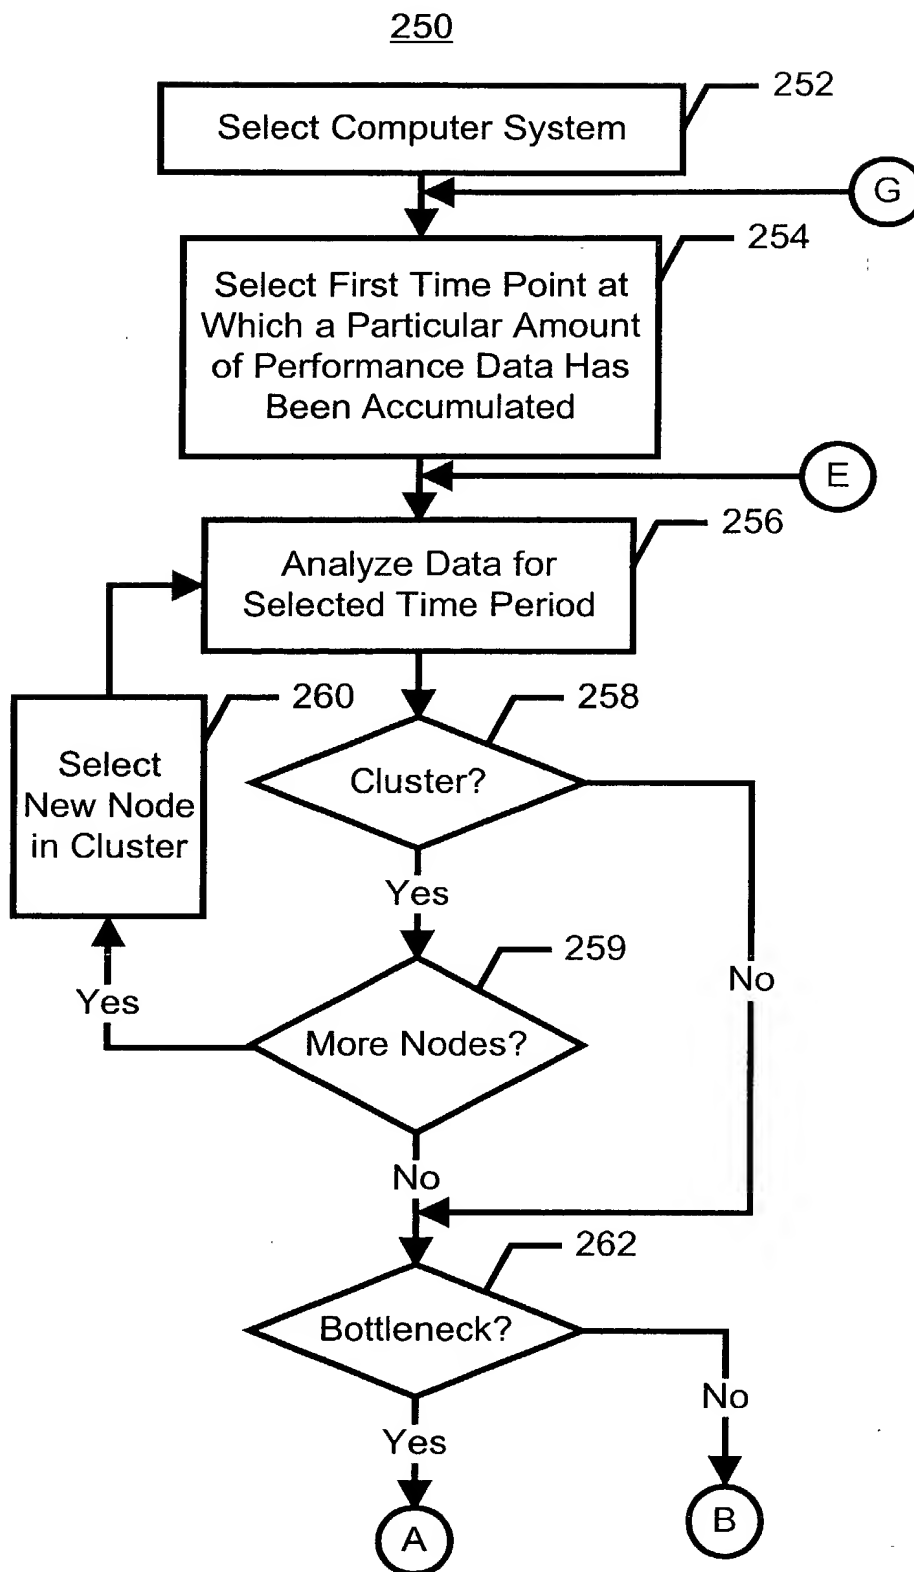 250
252
Select Computer System
G
254
Select First Time Point at
Which a Particular Amount
of Performance Data Has
Been Accumulated
E
256
Analyze Data for
Selected Time Period
260
258
Select
New Node
in Cluster
Cluster?
Yes
259
No
Yes
More Nodes?
No
262
Bottleneck?
No
Yes
A
B